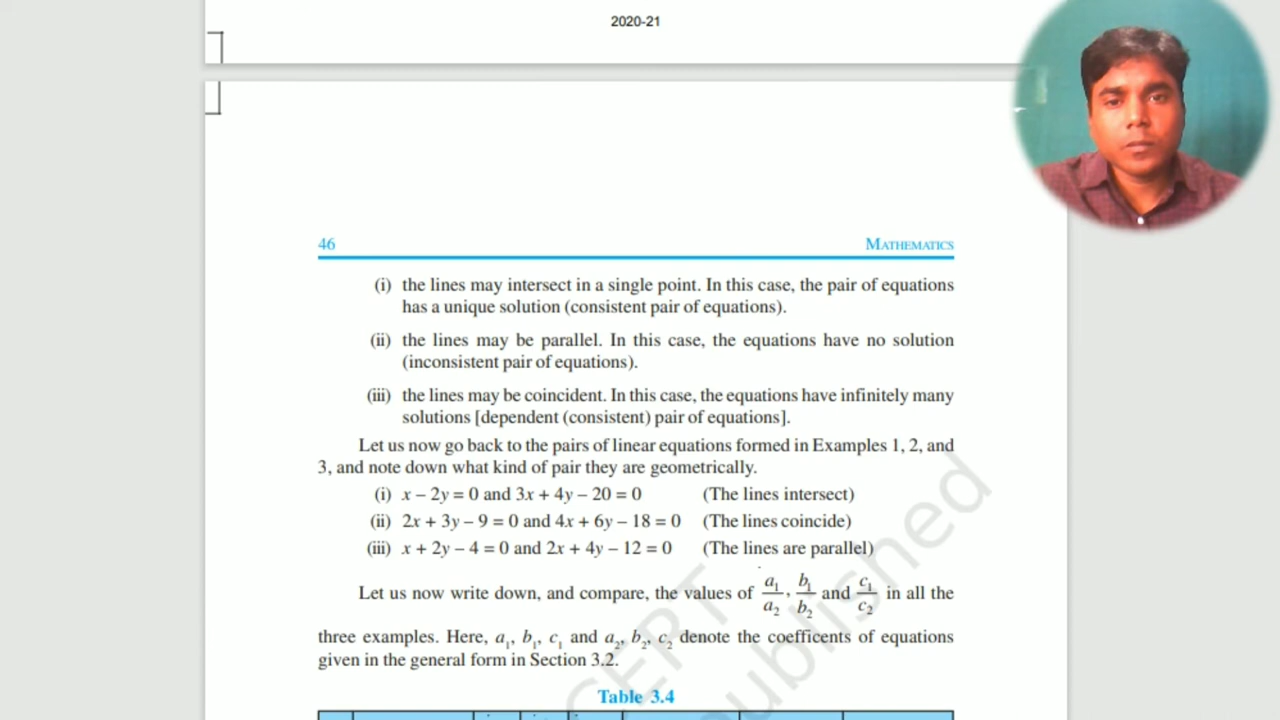 2020-21
46 MATHEMATICS
(i) the lines may intersect in a single point. In this case, the pair of equations
has a unique solution (consistent pair of equations).
(ii) the lines may be parallel. In this case, the equations have no solution
(inconsistent pair of equations).
(iii) the lines may be coincident. In this case, the equations have infinitely many
solutions [dependent (consistent) pair of equations].
Let us now go back to the pairs of linear equations formed in Examples 1, 2, and
3, and note down what kind of pair they are geometrically.
(i) x – 2y = 0 and 3x + 4y – 20 = 0 (The lines intersect)
(ii) 2x + 3y – 9 = 0 and 4x + 6y – 18 = 0 (The lines coincide)
(iii) x + 2y – 4 = 0 and 2x + 4y – 12 = 0 (The lines are parallel)
Let us now write down, and compare, the values of a₁/a₂, b₁/b₂ and c₁/c₂ in all the
three examples. Here, a₁, b₁, c₁ and a₂, b₂, c₂ denote the coefficents of equations
given in the general form in Section 3.2.
Table 3.4